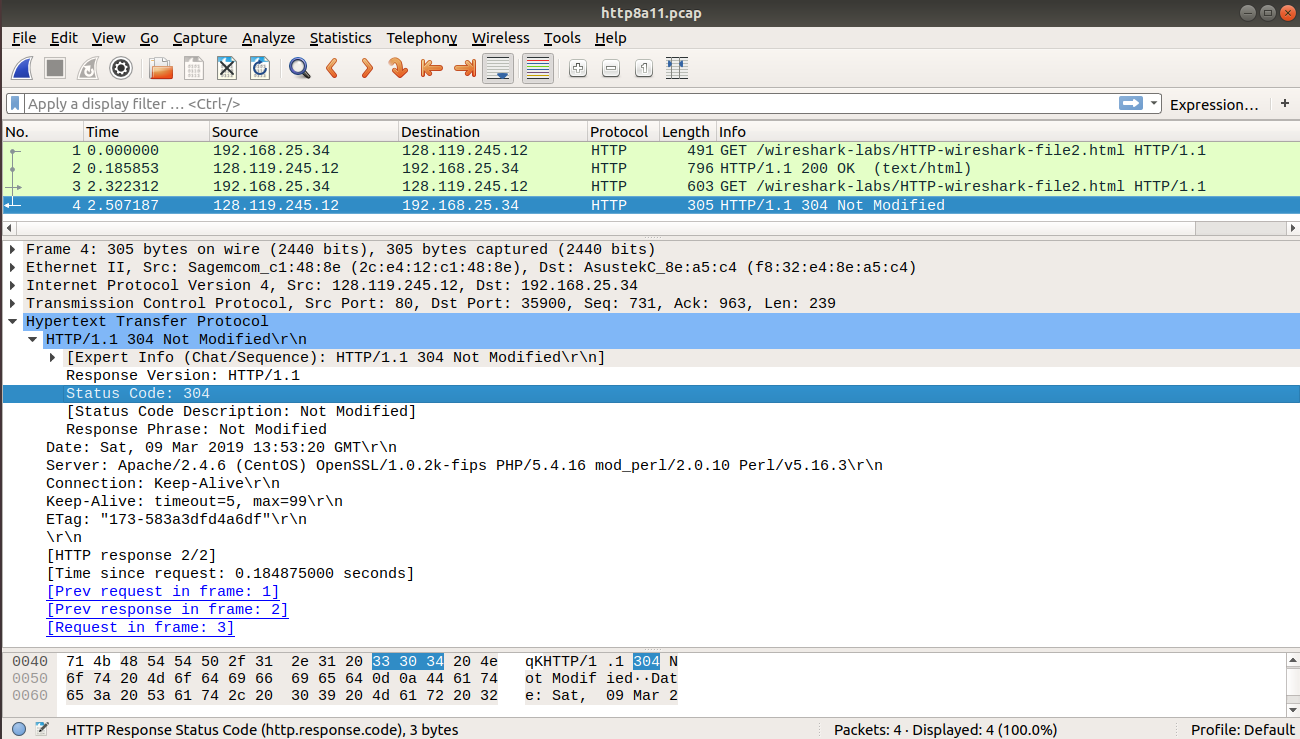 http8a11.pcap
File Edit View Go Capture Analyze Statistics Telephony Wireless Tools Help
Apply a display filter … <Ctrl-/> Expression… +
No. Time Source Destination Protocol Length Info
1 0.000000 192.168.25.34 128.119.245.12 HTTP 491 GET /wireshark-labs/HTTP-wireshark-file2.html HTTP/1.1
2 0.185853 128.119.245.12 192.168.25.34 HTTP 796 HTTP/1.1 200 OK  (text/html)
3 2.322312 192.168.25.34 128.119.245.12 HTTP 603 GET /wireshark-labs/HTTP-wireshark-file2.html HTTP/1.1
4 2.507187 128.119.245.12 192.168.25.34 HTTP 305 HTTP/1.1 304 Not Modified
Frame 4: 305 bytes on wire (2440 bits), 305 bytes captured (2440 bits)
Ethernet II, Src: Sagemcom_c1:48:8e (2c:e4:12:c1:48:8e), Dst: AsustekC_8e:a5:c4 (f8:32:e4:8e:a5:c4)
Internet Protocol Version 4, Src: 128.119.245.12, Dst: 192.168.25.34
Transmission Control Protocol, Src Port: 80, Dst Port: 35900, Seq: 731, Ack: 963, Len: 239
Hypertext Transfer Protocol
HTTP/1.1 304 Not Modified\r\n
[Expert Info (Chat/Sequence): HTTP/1.1 304 Not Modified\r\n]
Response Version: HTTP/1.1
Status Code: 304
[Status Code Description: Not Modified]
Response Phrase: Not Modified
Date: Sat, 09 Mar 2019 13:53:20 GMT\r\n
Server: Apache/2.4.6 (CentOS) OpenSSL/1.0.2k-fips PHP/5.4.16 mod_perl/2.0.10 Perl/v5.16.3\r\n
Connection: Keep-Alive\r\n
Keep-Alive: timeout=5, max=99\r\n
ETag: "173-583a3dfd4a6df"\r\n
\r\n
[HTTP response 2/2]
[Time since request: 0.184875000 seconds]
[Prev request in frame: 1]
[Prev response in frame: 2]
[Request in frame: 3]
0040 71 4b 48 54 54 50 2f 31 2e 31 20 33 30 34 20 4e qKHTTP/1 .1 304 N
0050 6f 74 20 4d 6f 64 69 66 69 65 64 0d 0a 44 61 74 ot Modif ied··Dat
0060 65 3a 20 53 61 74 2c 20 30 39 20 4d 61 72 20 32 e: Sat, 09 Mar 2
HTTP Response Status Code (http.response.code), 3 bytes Packets: 4 · Displayed: 4 (100.0%) Profile: Default